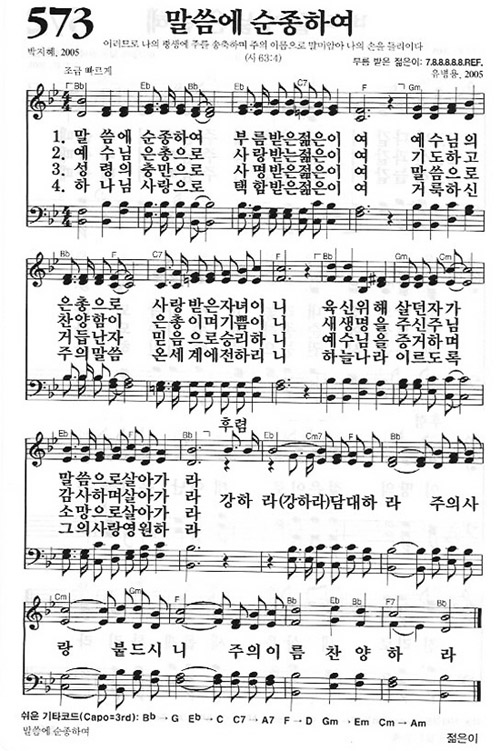 573
말씀에 순종하여
이러므로 나의 평생에 주를 송축하며 주의 이름으로 말미암아 나의 손을 들리이다
(시 63:4)
박지혜, 2005
부름 받은 젊은이: 7.8.8.8.8.8.REF.
유병용, 2005
조금 빠르게
Bb Eb C7 F Gm
1. 말 씀에 순종하여 부름받은젊은이 여 예수님의
2. 예 수님 은총으로 사랑받는젊은이 여 기도하고
3. 성 령의 충만으로 사명받은젊은이 여 말씀으로
4. 하 나님 사랑으로 택함받은젊은이 여 거룩하신
Bb F C7 F Bb Gm Cm
은총으로 사랑받은자녀이 니 육신위해 살던자가
찬양함이 은총이며기쁨이 니 새생명을 주신주님
거듭난자 믿음으로승리하 니 예수님을 증거하며
주의말씀 온세계에전하리 니 하늘나라 이르도록
후렴
F Bb Eb Cm7 F Bb Gm
말씀으로살아가 라
감사하며살아가 라
소망으로살아가 라
그의사랑영원하 라
강하 라(강하라)담대하 라 주의사
Cm F Bb Eb Bb F7 Bb
랑 붙드시니 주의이름 찬양하 라
쉬운 기타코드(Capo=3rd): Bb→G Eb→C C7→A7 F→D Gm→Em Cm→Am
말씀에 순종하여
젊은이